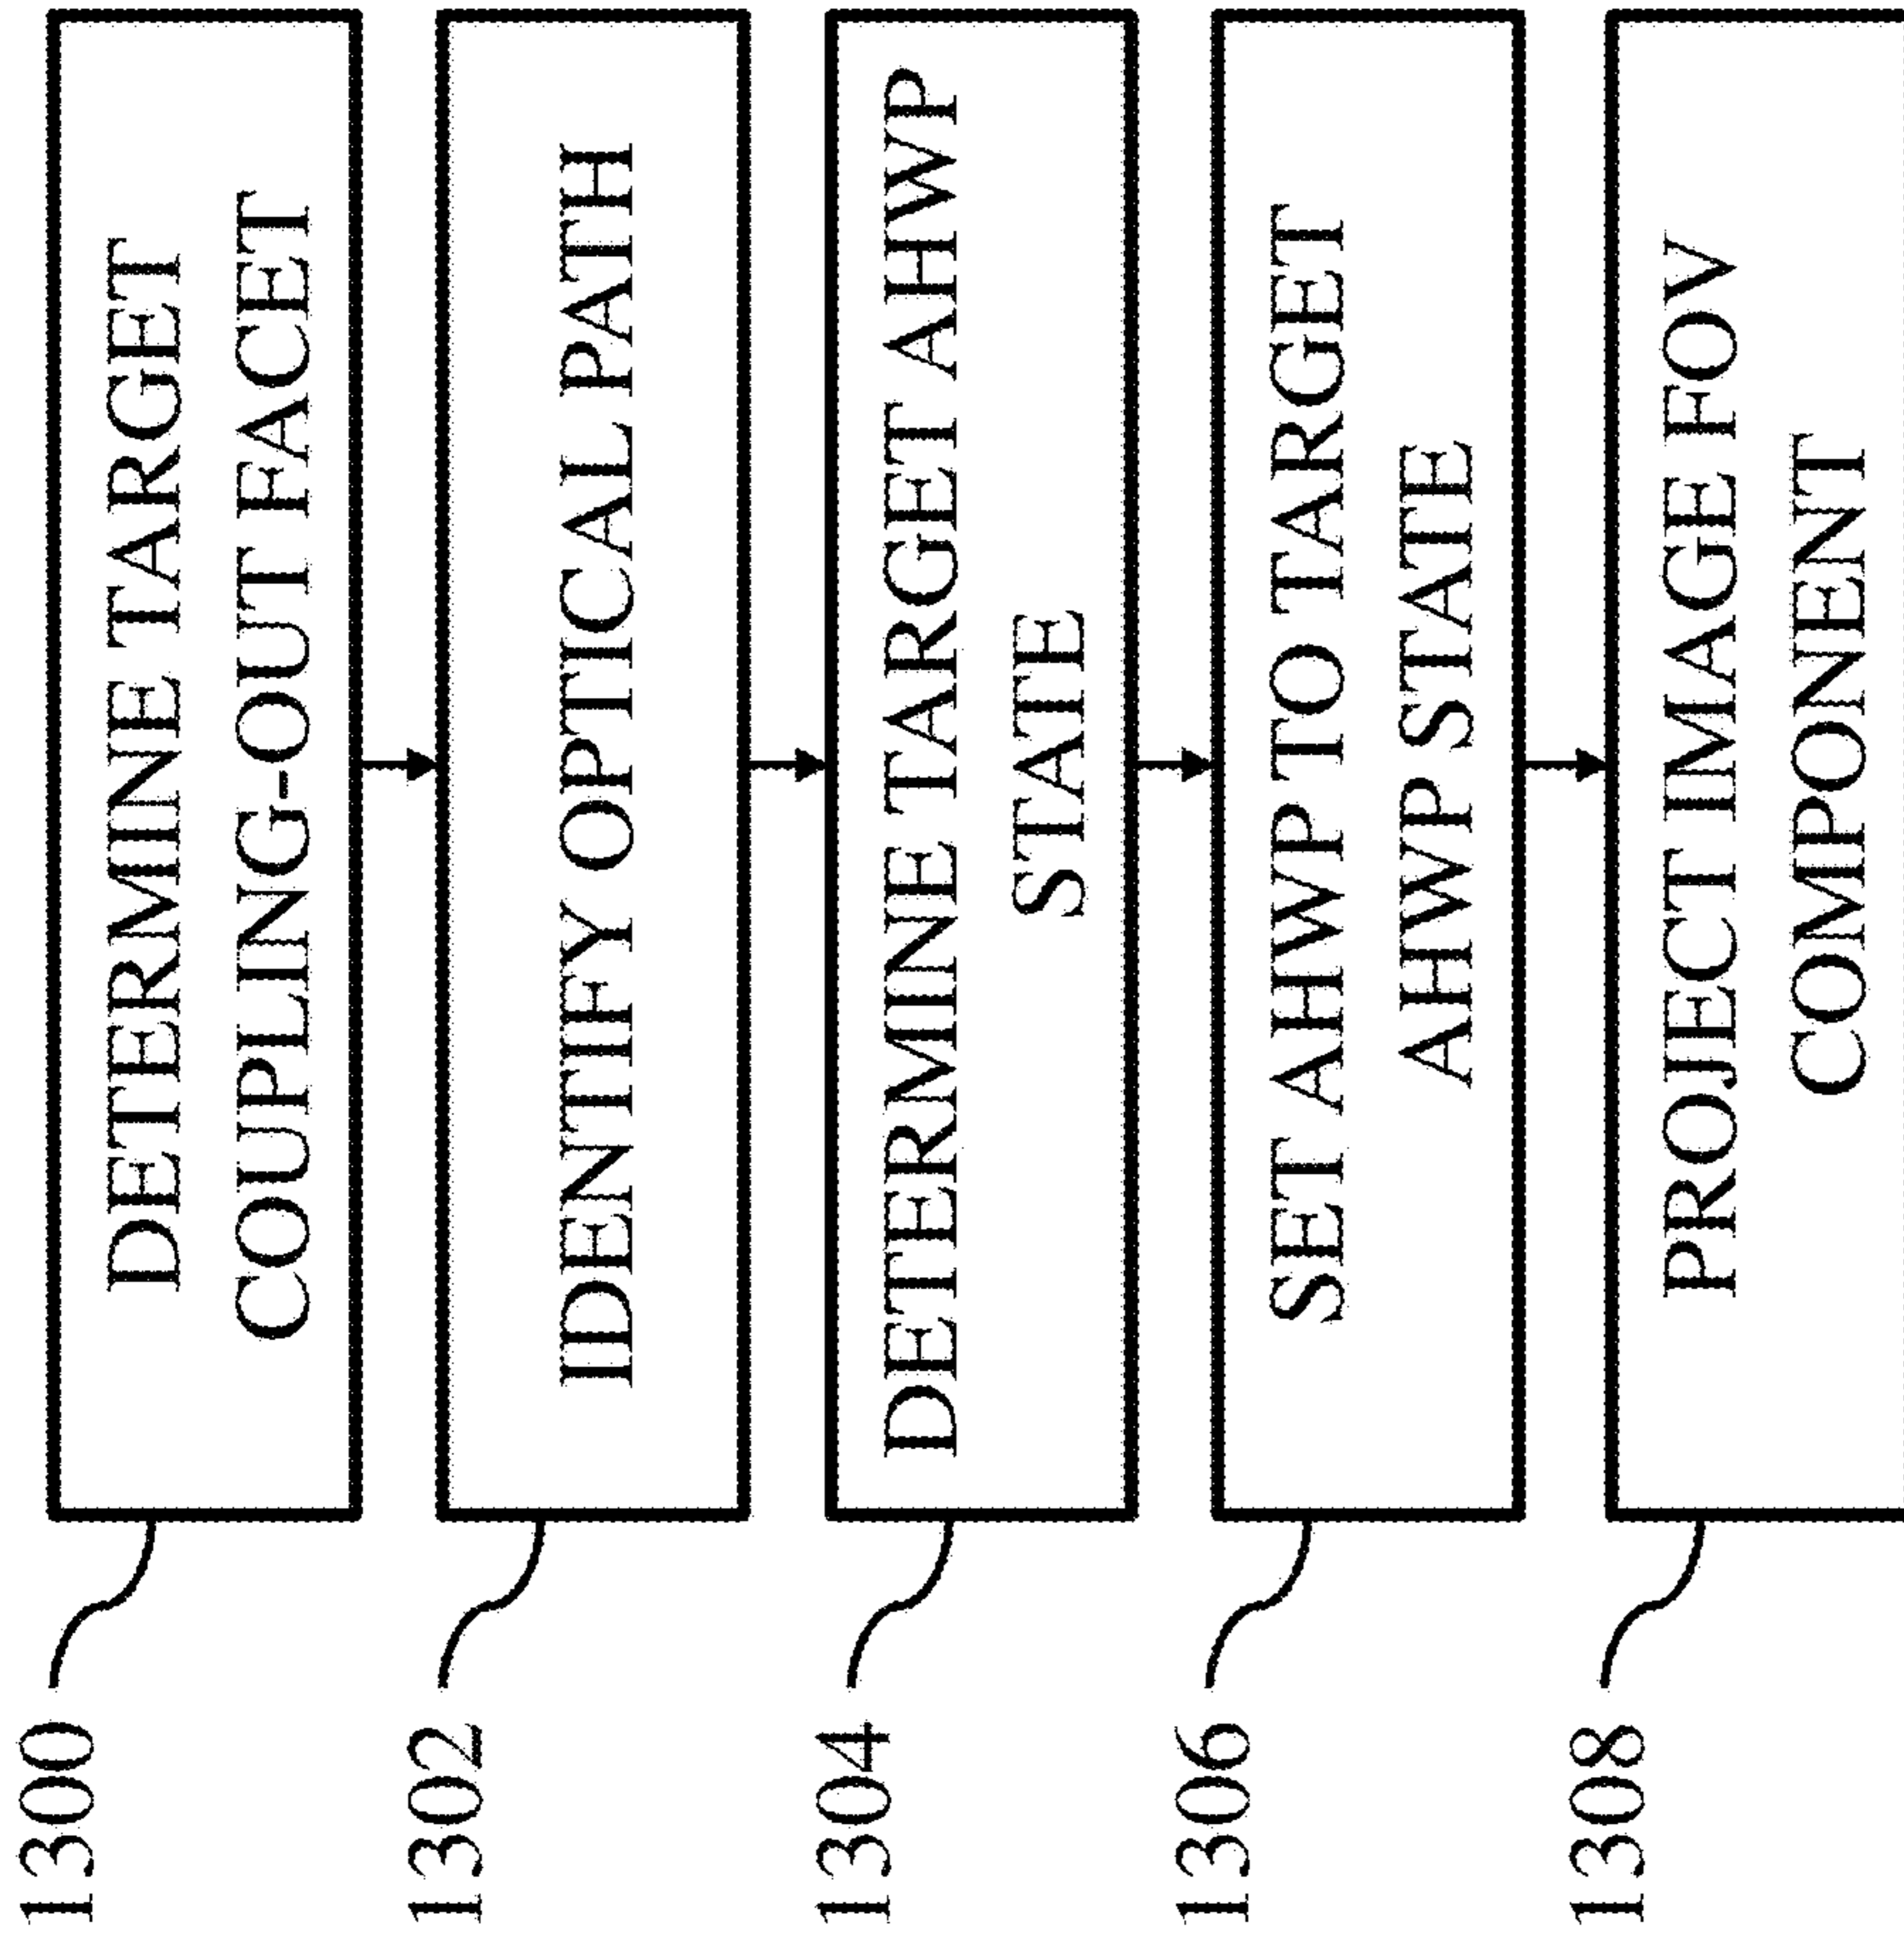 1300
DETERMINE TARGET
COUPLING-OUT FACET
1302
IDENTIFY OPTICAL PATH
1304
DETERMINE TARGET AHWP
STATE
1306
SET AHWP TO TARGET
AHWP STATE
1308
PROJECT IMAGE FOV
COMPONENT